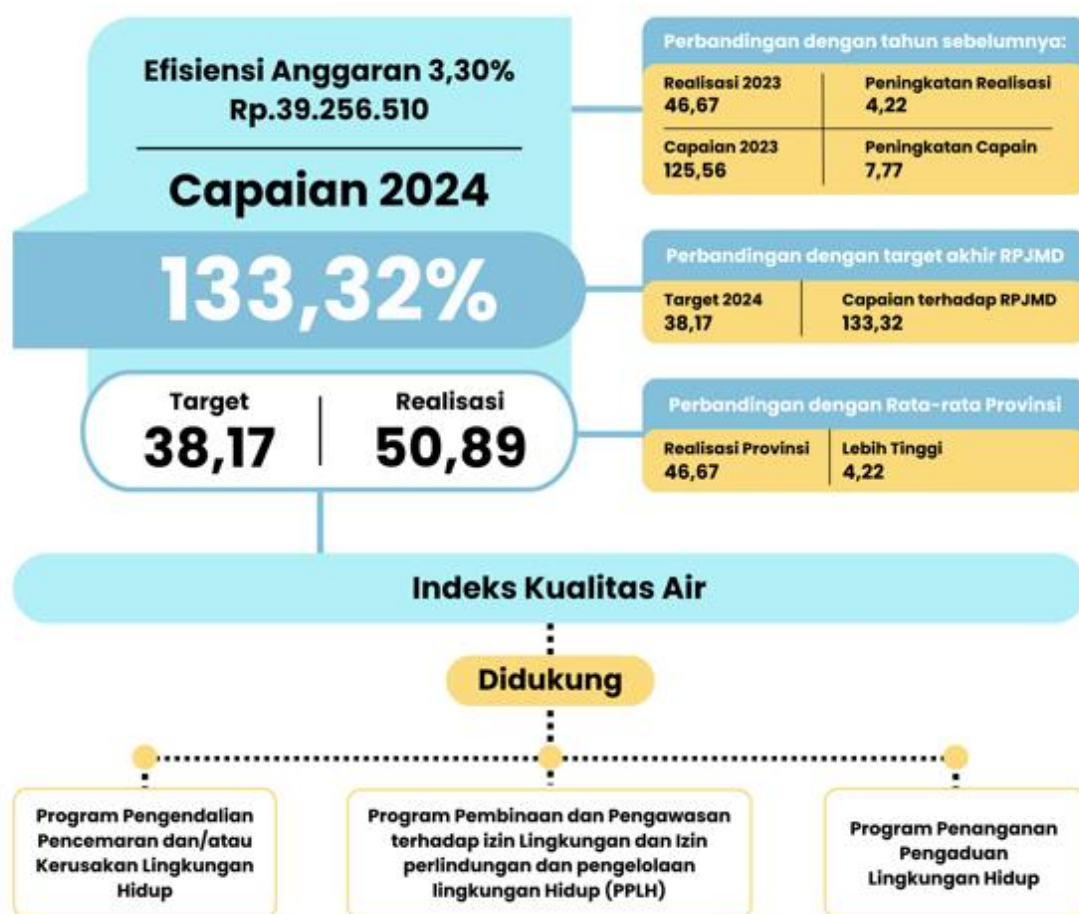 Efisiensi Anggaran 3,30%
Rp.39.256.510
Capaian 2024
133,32%
Target
38,17
Realisasi
50,89
Perbandingan dengan tahun sebelumnya:
Realisasi 2023
46,67
Peningkatan Realisasi
4,22
Capaian 2023
125,56
Peningkatan Capain
7,77
Perbandingan dengan target akhir RPJMD
Target 2024
38,17
Capaian terhadap RPJMD
133,32
Perbandingan dengan Rata-rata Provinsi
Realisasi Provinsi
46,67
Lebih Tinggi
4,22
Indeks Kualitas Air
Didukung
Program Pengendalian
Pencemaran dan/atau
Kerusakan Lingkungan
Hidup
Program Pembinaan dan Pengawasan
terhadap izin Lingkungan dan Izin
perlindungan dan pengelolaan
lingkungan Hidup (PPLH)
Program Penanganan
Pengaduan
Lingkungan Hidup